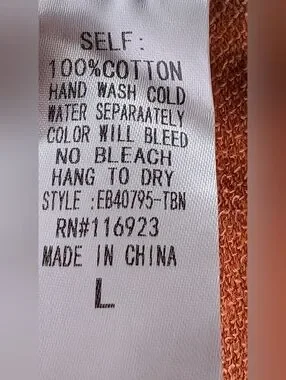 SELF:
100%COTTON
HAND WASH COLD
WATER SEPARAATELY
COLOR WILL BLEED
NO BLEACH
HANG TO DRY
STYLE :EB40795-TBN
RN#116923
MADE IN CHINA
L